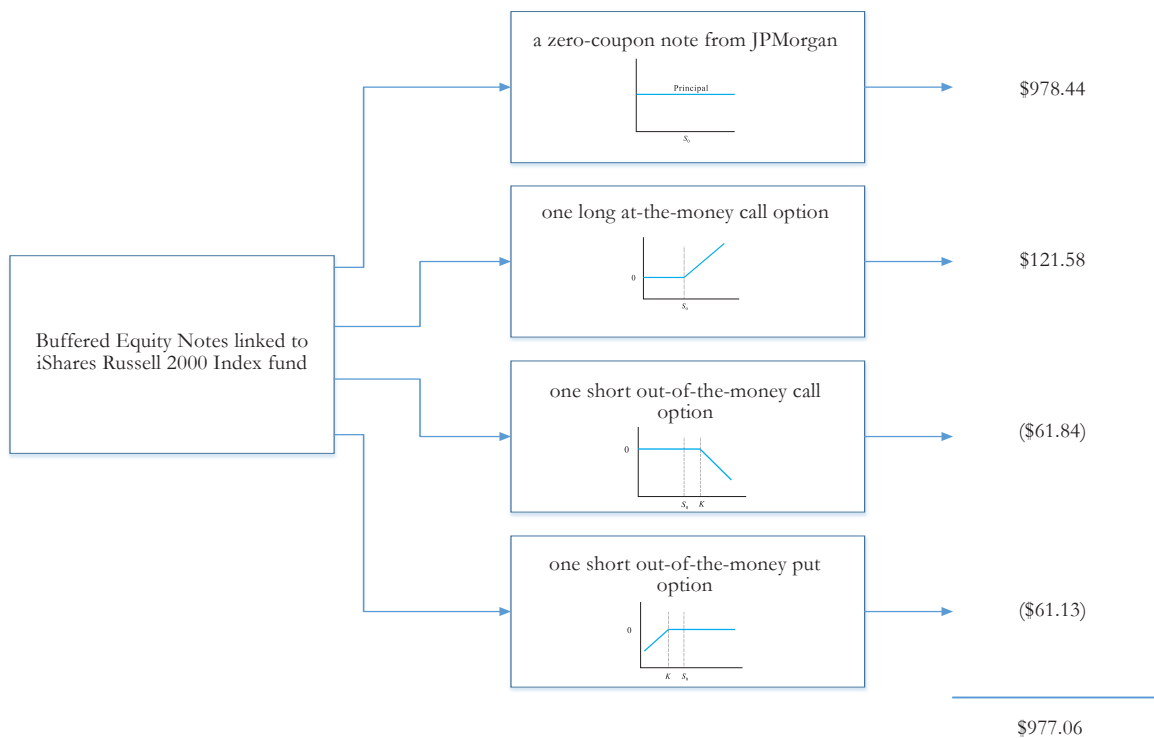 a zero-coupon note from JPMorgan
Principal
S₀
$978.44
one long at-the-money call option
0
S₀
$121.58
Buffered Equity Notes linked to
iShares Russell 2000 Index fund
one short out-of-the-money call
option
0
S₀ K
($61.84)
one short out-of-the-money put
option
0
K S₀
($61.13)
$977.06